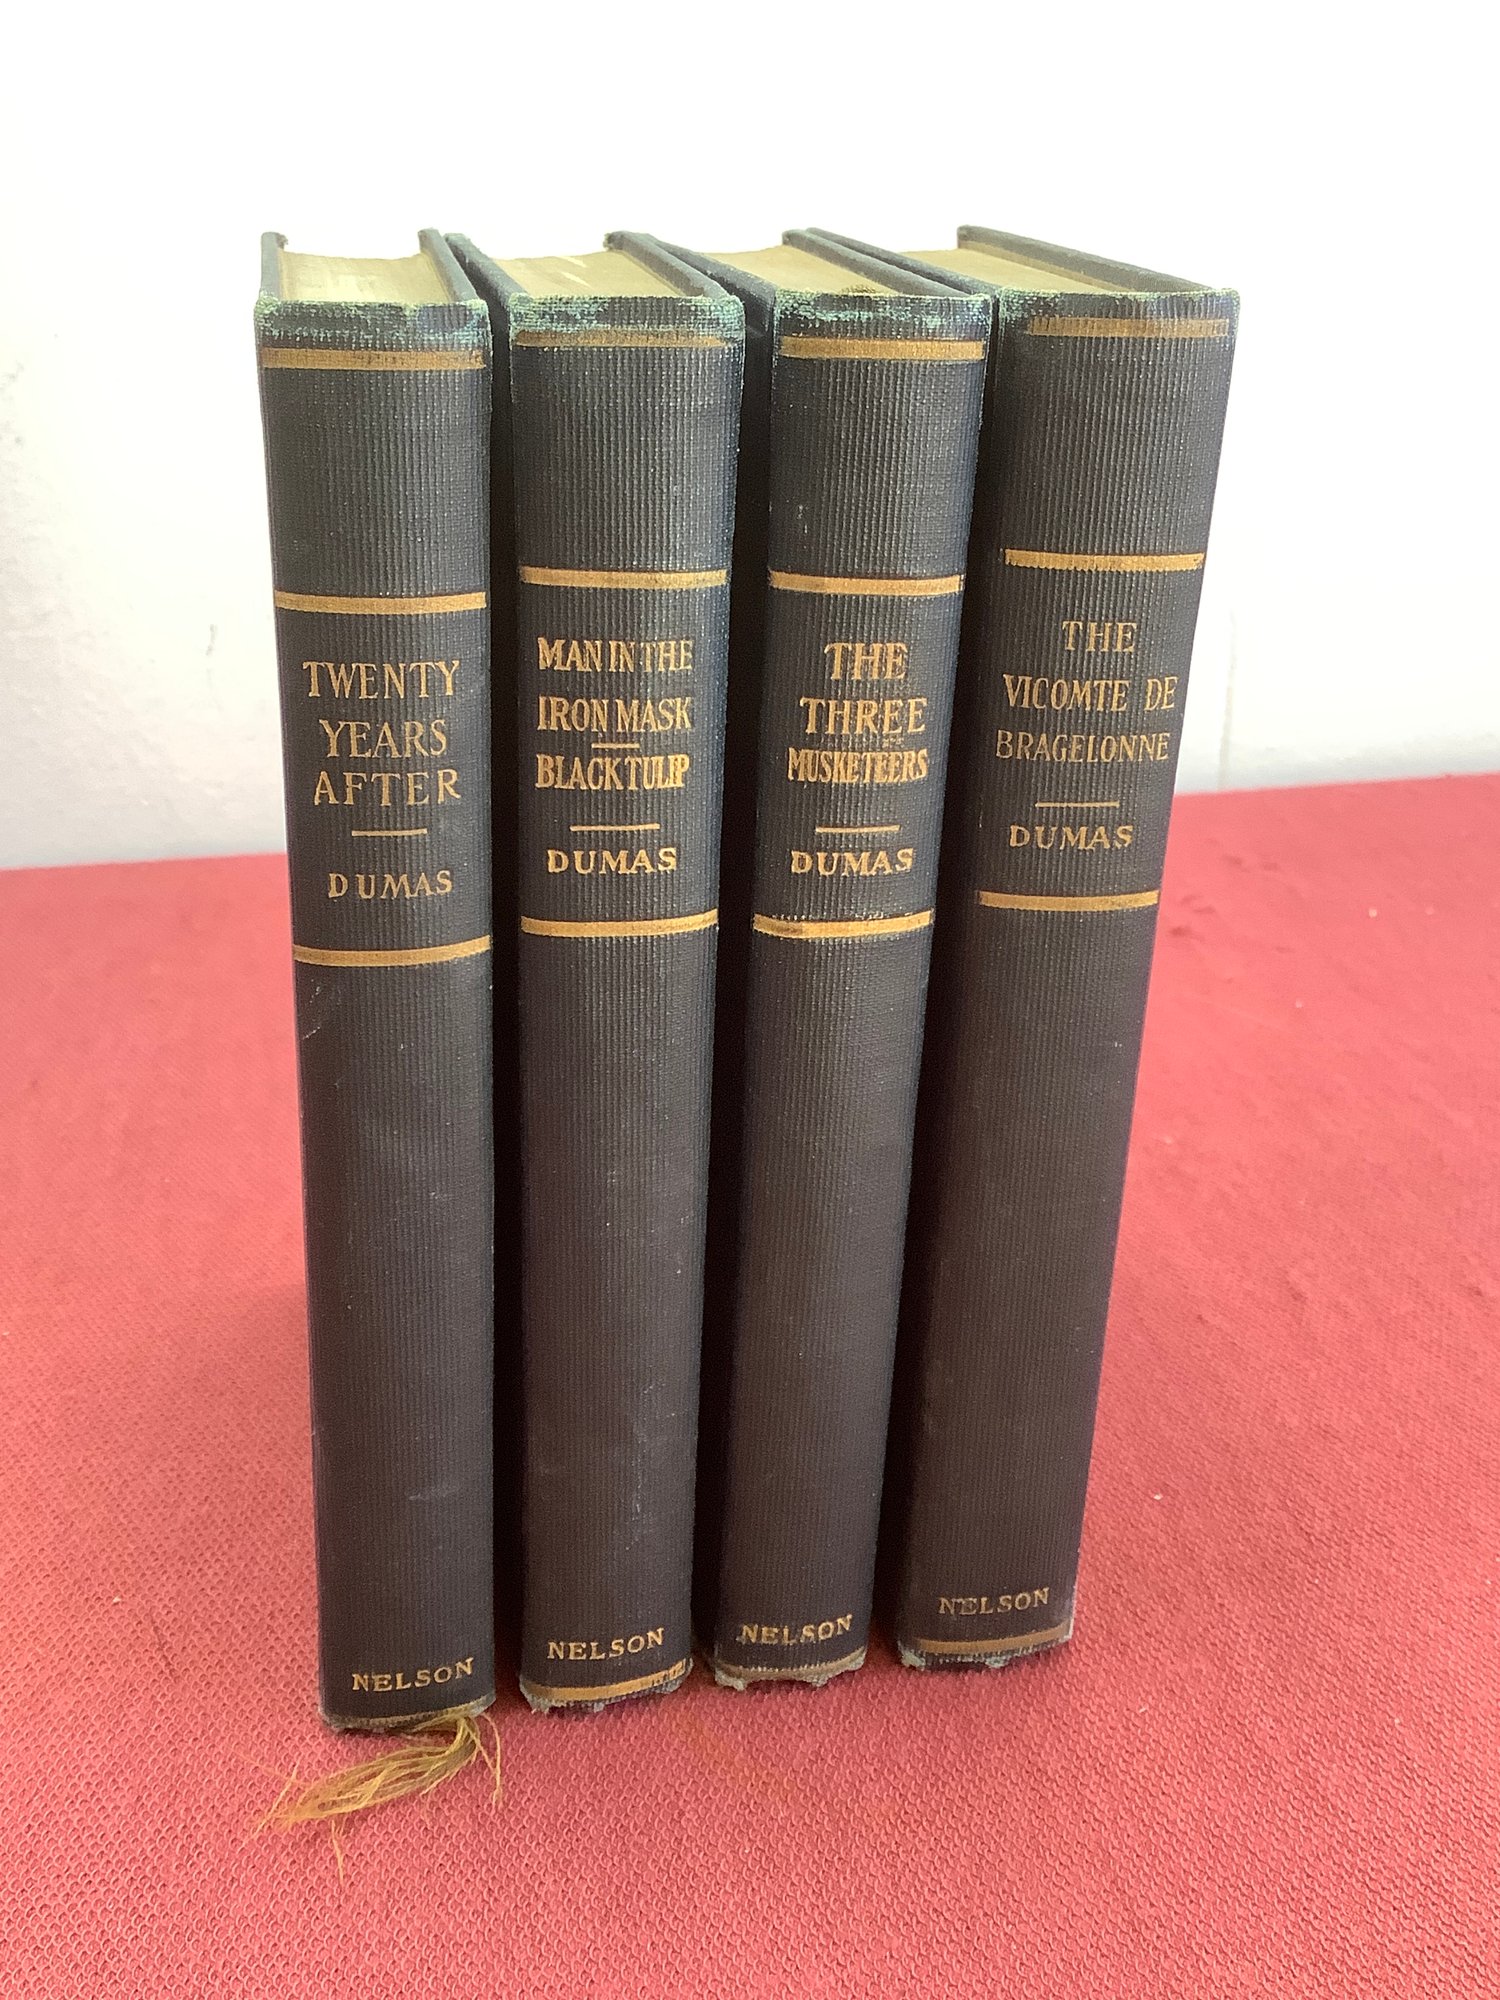 TWENTY
YEARS
AFTER
DUMAS
NELSON
MAN IN THE
IRON MASK
BLACK TULIP
DUMAS
NELSON
THE
THREE
MUSKETEERS
DUMAS
NELSON
THE
VICOMTE DE
BRAGELONNE
DUMAS
NELSON